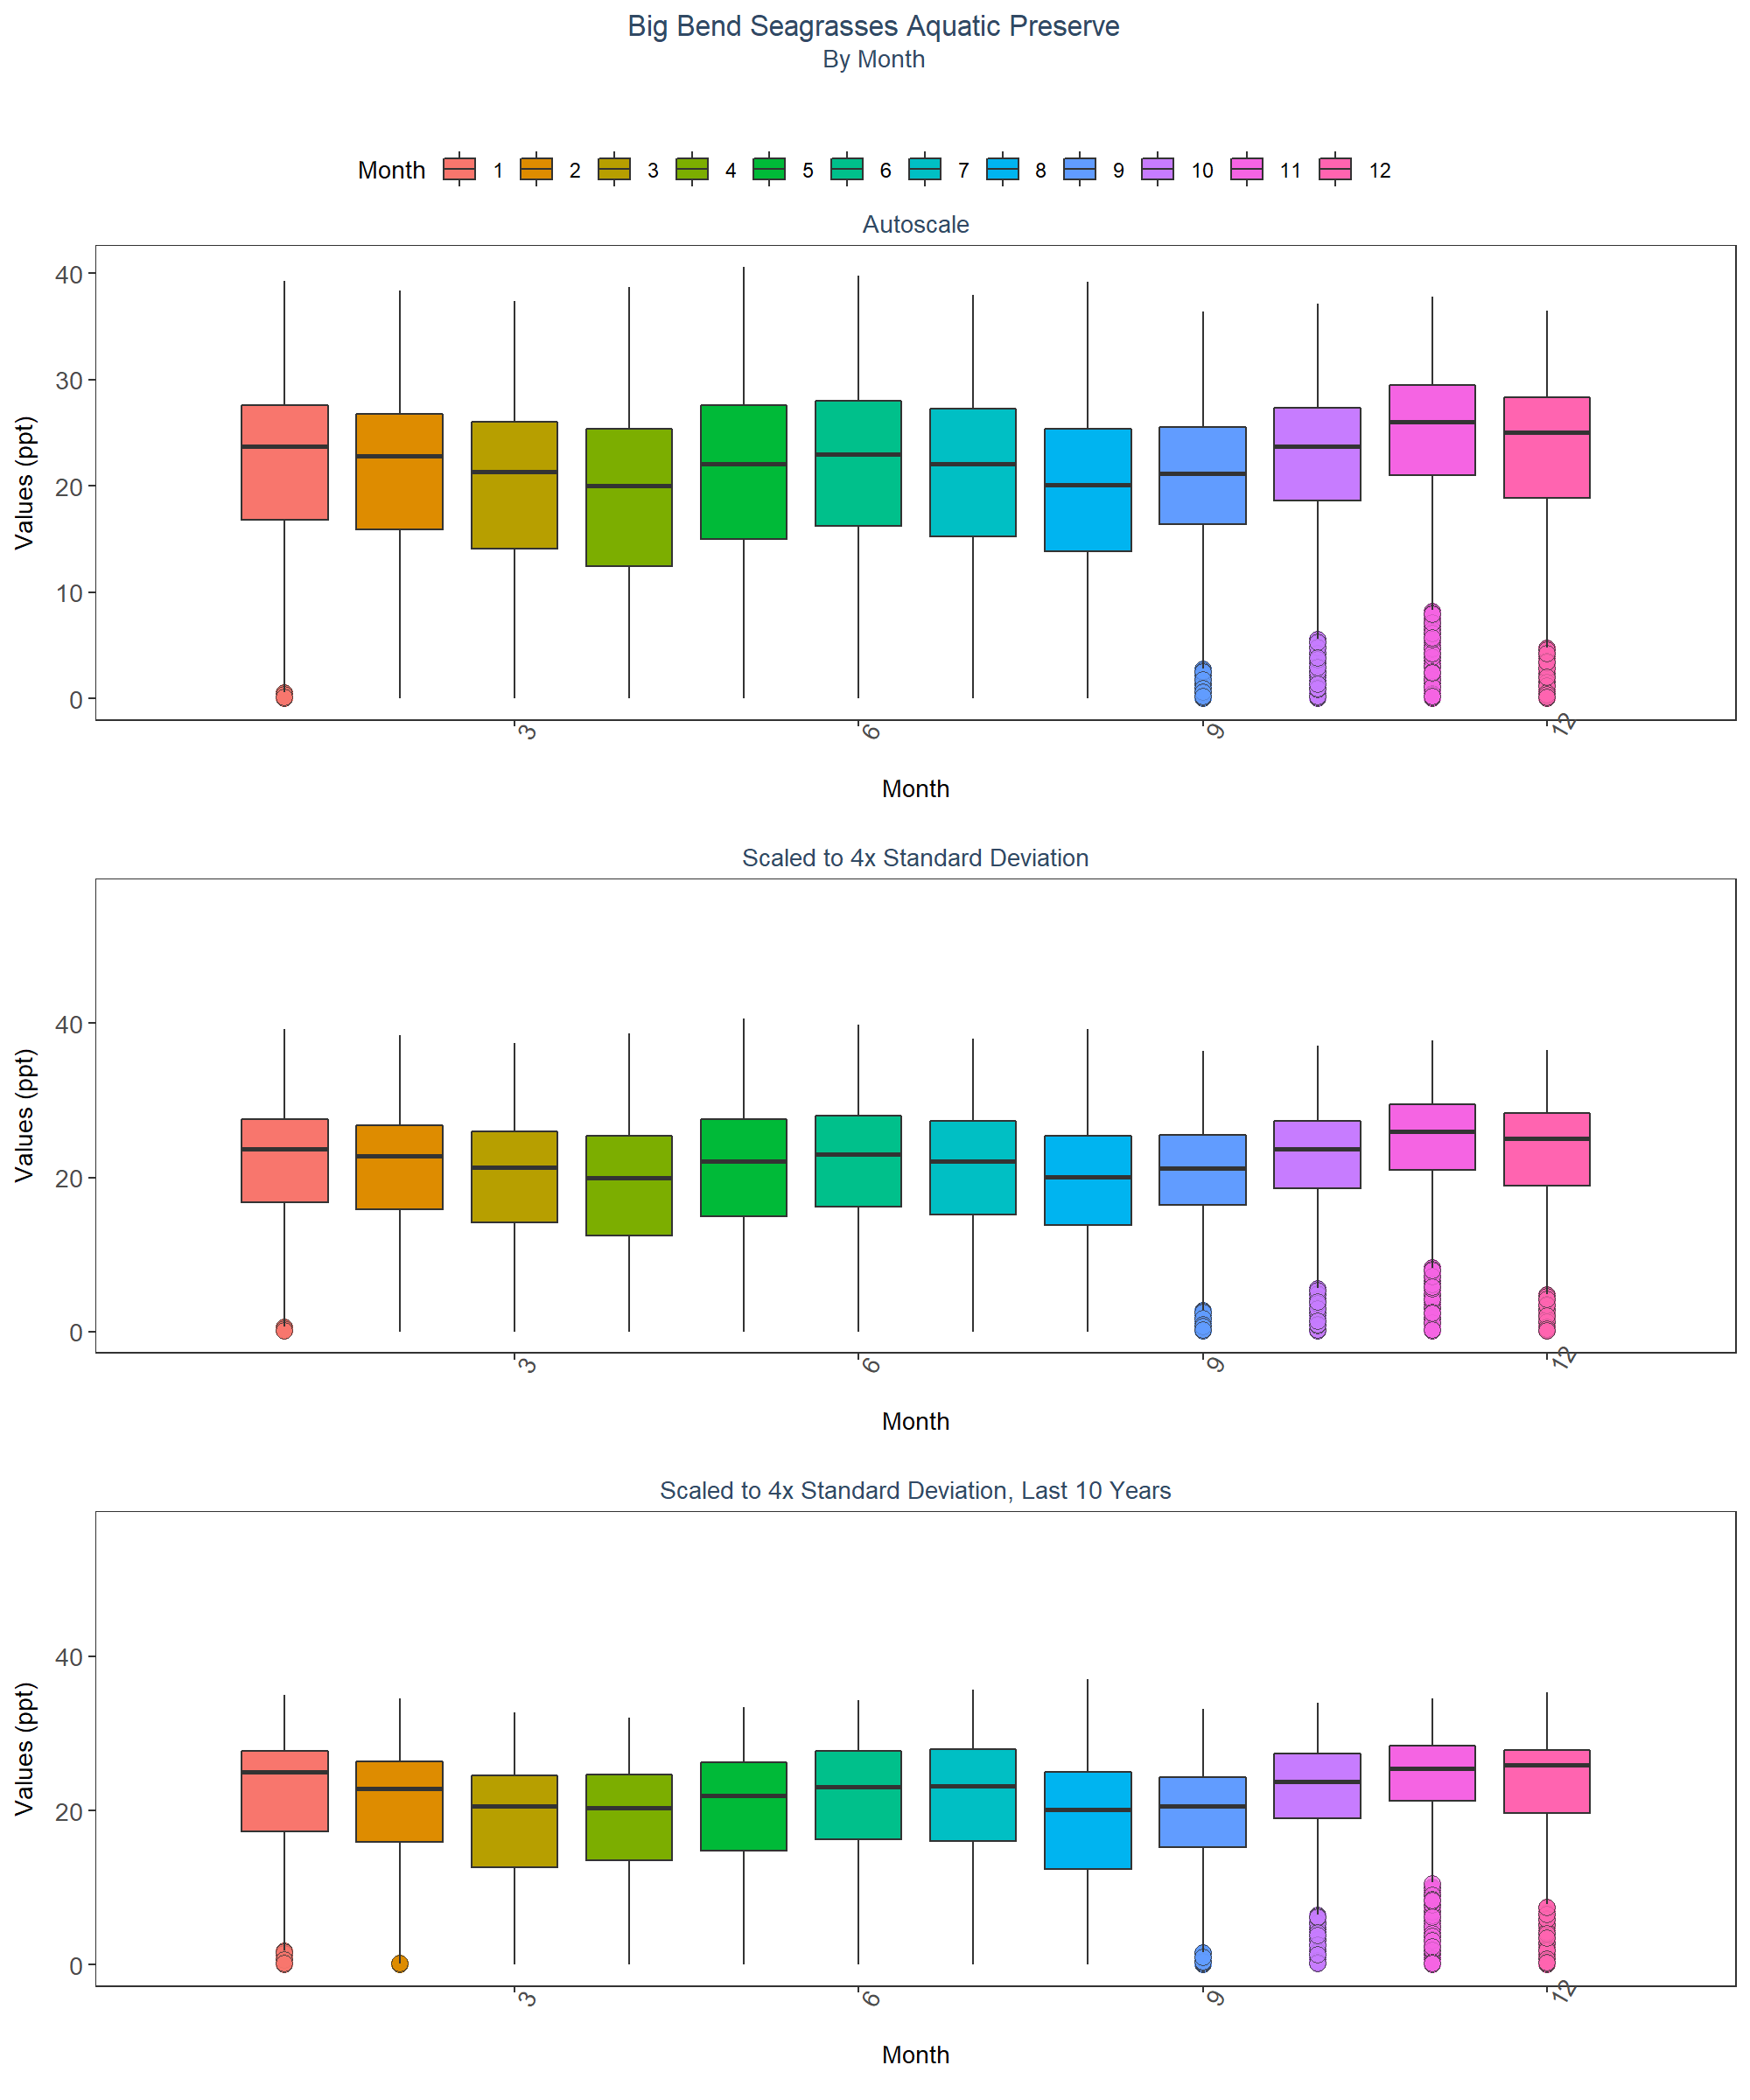 Big Bend Seagrasses Aquatic Preserve
By Month
Month 1 2 3 4 5 6 7 8 9 10 11 12
Autoscale
Values (ppt)
40
30
20
10
0
3 6 9 12
Month
Scaled to 4x Standard Deviation
Values (ppt)
40
20
0
3 6 9 12
Month
Scaled to 4x Standard Deviation, Last 10 Years
Values (ppt)
40
20
0
3 6 9 12
Month